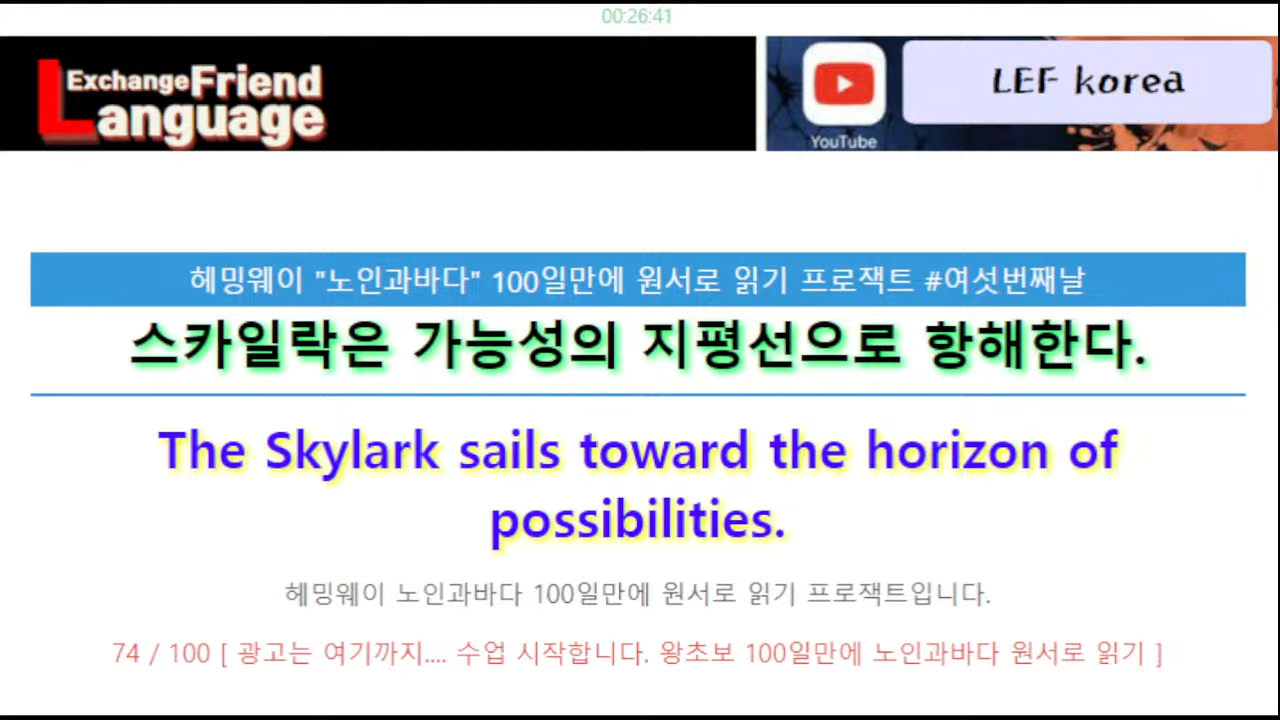 00:26:41
ExchangeFriend
Language
YouTube
LEF korea
헤밍웨이 "노인과바다" 100일만에 원서로 읽기 프로잭트 #여섯번째날
스카일락은 가능성의 지평선으로 항해한다.
The Skylark sails toward the horizon of
possibilities.
헤밍웨이 노인과바다 100일만에 원서로 읽기 프로잭트입니다.
74 / 100 [ 광고는 여기까지.... 수업 시작합니다. 왕초보 100일만에 노인과바다 원서로 읽기 ]